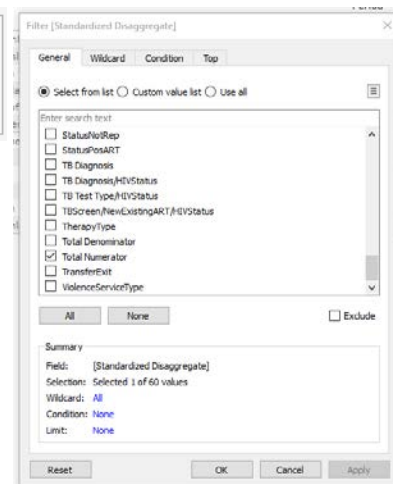 Filter [Standardized Disaggregate]
General Wildcard Condition Top
Select from list Custom value list Use all
Enter search text
StatusNotRep
StatusPosART
TB Diagnosis
TB Diagnosis/HIVStatus
TB Test Type/HIVStatus
TBScreen/NewExistingART/HIVStatus
TherapyType
Total Denominator
Total Numerator
TransferExit
ViolenceServiceType
All None Exclude
Summary
Field: [Standardized Disaggregate]
Selection: Selected 1 of 60 values
Wildcard: All
Condition: None
Limit: None
Reset OK Cancel Apply